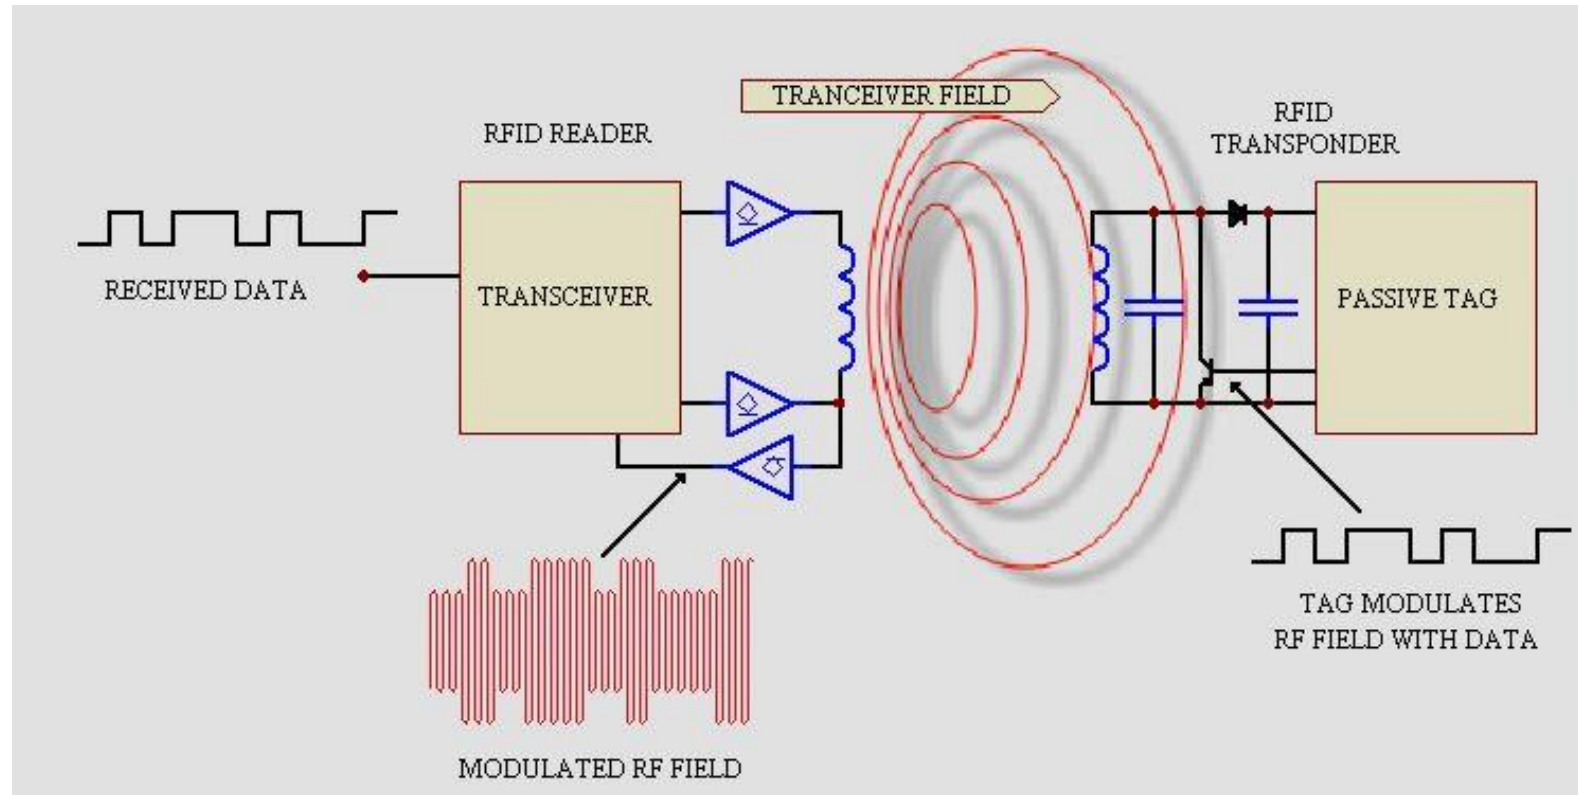 TRANCEIVER FIELD
RFID READER
RFID
TRANSPONDER
RECEIVED DATA
TRANSCEIVER
PASSIVE TAG
TAG MODULATES
RF FIELD WITH DATA
MODULATED RF FIELD